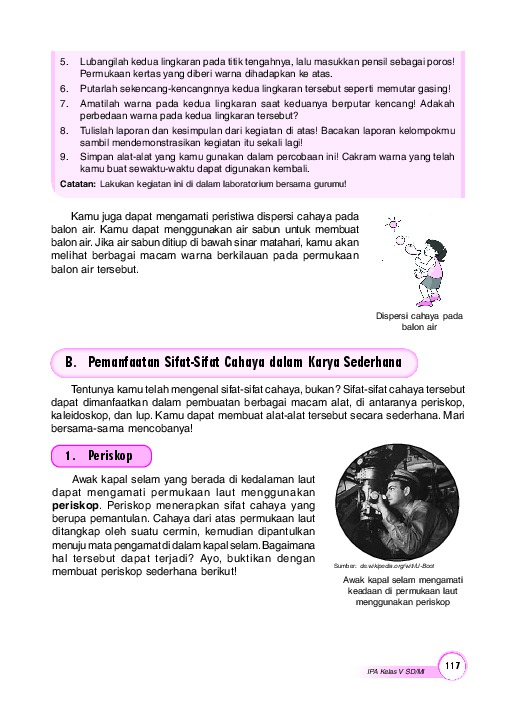 5. Lubangilah kedua lingkaran pada titik tengahnya, lalu masukkan pensil sebagai poros!
Permukaan kertas yang diberi warna dihadapkan ke atas.
6. Putarlah sekencang-kencangnnya kedua lingkaran tersebut seperti memutar gasing!
7. Amatilah warna pada kedua lingkaran saat keduanya berputar kencang! Adakah
perbedaan warna pada kedua lingkaran tersebut?
8. Tulislah laporan dan kesimpulan dari kegiatan di atas! Bacakan laporan kelompokmu
sambil mendemonstrasikan kegiatan itu sekali lagi!
9. Simpan alat-alat yang kamu gunakan dalam percobaan ini! Cakram warna yang telah
kamu buat sewaktu-waktu dapat digunakan kembali.
Catatan: Lakukan kegiatan ini di dalam laboratorium bersama gurumu!
Kamu juga dapat mengamati peristiwa dispersi cahaya pada
balon air. Kamu dapat menggunakan air sabun untuk membuat
balon air. Jika air sabun ditiup di bawah sinar matahari, kamu akan
melihat berbagai macam warna berkilauan pada permukaan
balon air tersebut.
Dispersi cahaya pada
balon air
B. Pemanfaatan Sifat-Sifat Cahaya dalam Karya Sederhana
Tentunya kamu telah mengenal sifat-sifat cahaya, bukan? Sifat-sifat cahaya tersebut
dapat dimanfaatkan dalam pembuatan berbagai macam alat, di antaranya periskop,
kaleidoskop, dan lup. Kamu dapat membuat alat-alat tersebut secara sederhana. Mari
bersama-sama mencobanya!
1. Periskop
Awak kapal selam yang berada di kedalaman laut
dapat mengamati permukaan laut menggunakan
periskop. Periskop menerapkan sifat cahaya yang
berupa pemantulan. Cahaya dari atas permukaan laut
ditangkap oleh suatu cermin, kemudian dipantulkan
menuju mata pengamat di dalam kapal selam. Bagaimana
hal tersebut dapat terjadi? Ayo, buktikan dengan
membuat periskop sederhana berikut!
Sumber: de.wikipedia.org/wiki/U-Boot
Awak kapal selam mengamati
keadaan di permukaan laut
menggunakan periskop
IPA Kelas V SD/MI
117